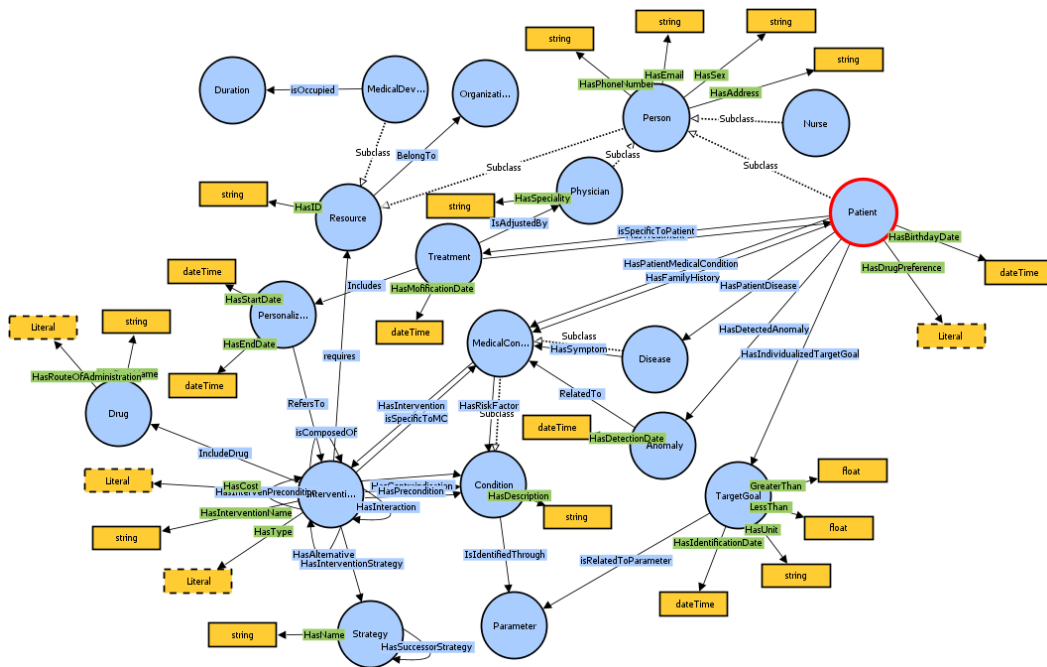 string
string
string
string
HasPhoneNumber
HasEmail
HasSex
HasAddress
Duration
isOccupied
MedicalDev...
Organizati...
Person
Subclass
Nurse
Subclass
BelongTo
Subclass
Subclass
Subclass
string
HasID
Resource
string
HasSpeciality
Physician
IsAdjustedBy
Patient
isSpecificToPatient
HasBirthdayDate
HasDrugPreference
dateTime
Treatment
HasPatientMedicalCondition
HasFamilyHistory
HasPatientDisease
dateTime
Includes
HasMofificationDate
HasStartDate
Personaliz...
dateTime
Literal
string
HasEndDate
dateTime
HasRouteOfAdministration
Drug
requires
MedicalCon...
Subclass
HasSymptom
Disease
HasDetectedAnomaly
HasIndividualizedTargetGoal
Literal
RefersTo
HasIntervention
isSpecificToMC
HasRiskFactor
Subclass
RelatedTo
isComposedOF
dateTime
HasDetectionDate
Anomaly
IncludeDrug
Literal
HasCost
HasIntervenPrecondition
Interventi...
HasPrecondition
HasInteraction
Condition
HasDescription
string
TargetGoal
GreaterThan
float
LessThan
float
HasUnit
string
HasInterventionName
string
HasType
Literal
HasAlternative
HasInterventionStrategy
IsIdentifiedThrough
HasIdentificationDate
isRelatedToParameter
dateTime
Parameter
string
HasName
Strategy
HasSuccessorStrategy